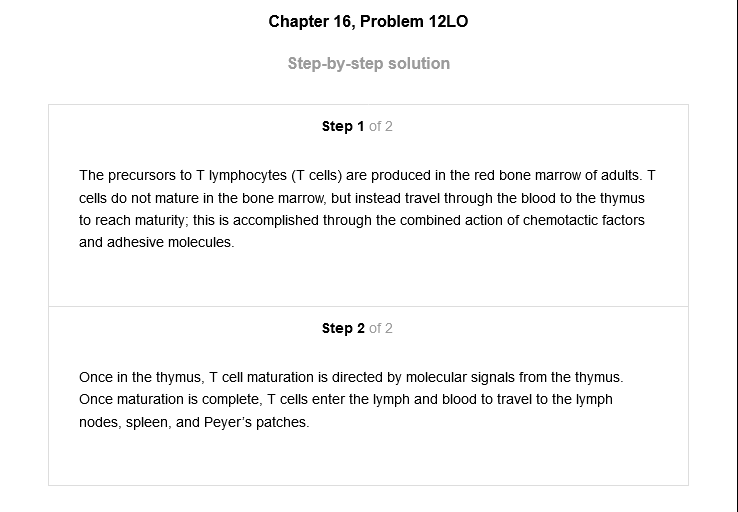 Chapter 16, Problem 12LO
Step-by-step solution
Step 1 of 2
The precursors to T lymphocytes (T cells) are produced in the red bone marrow of adults. T
cells do not mature in the bone marrow, but instead travel through the blood to the thymus
to reach maturity; this is accomplished through the combined action of chemotactic factors
and adhesive molecules.
Step 2 of 2
Once in the thymus, T cell maturation is directed by molecular signals from the thymus.
Once maturation is complete, T cells enter the lymph and blood to travel to the lymph
nodes, spleen, and Peyer’s patches.